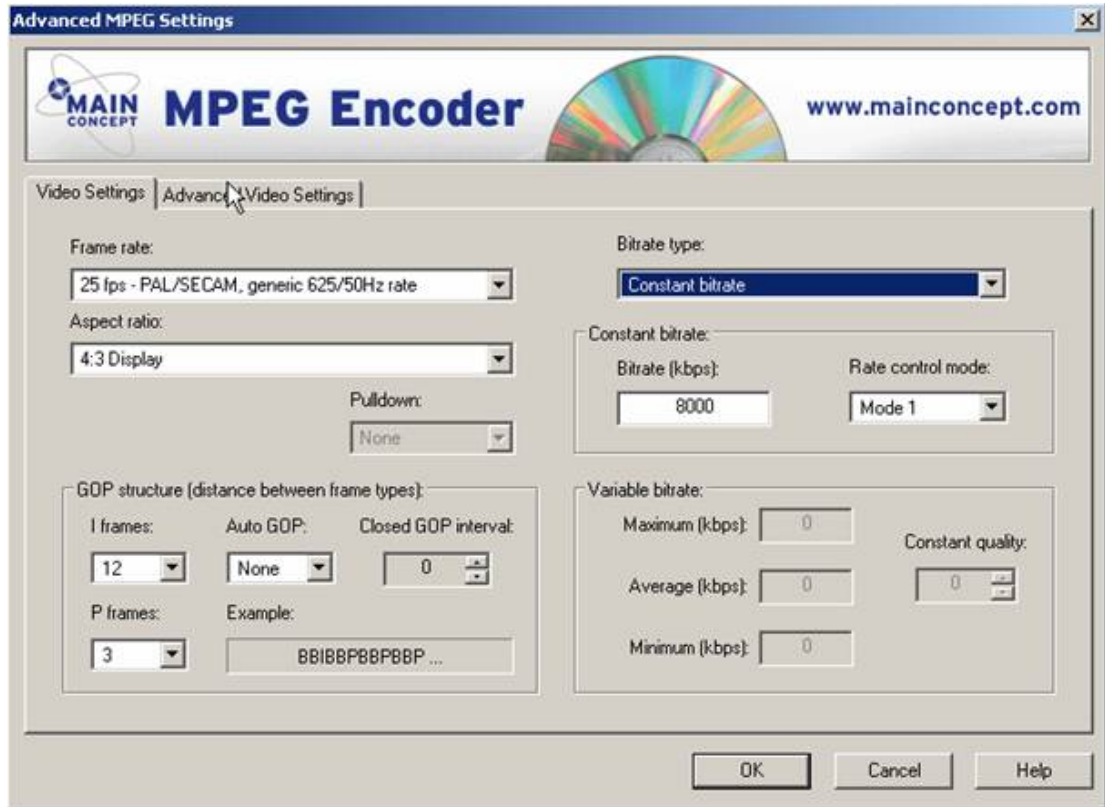 Advanced MPEG Settings
MAIN
CONCEPT
MPEG Encoder
www.mainconcept.com
Video Settings
Advanced Video Settings
Frame rate:
25 fps - PAL/SECAM, generic 625/50Hz rate
Aspect ratio:
4:3 Display
Pulldown:
None
GOP structure (distance between frame types):
I frames:
Auto GOP:
Closed GOP interval:
12
None
0
P frames:
Example:
3
BBIBBPBBPBBP ...
Bitrate type:
Constant bitrate
Constant bitrate:
Bitrate (kbps):
Rate control mode:
8000
Mode 1
Variable bitrate:
Maximum (kbps):
0
Constant quality:
0
Average (kbps):
0
Minimum (kbps):
0
OK
Cancel
Help